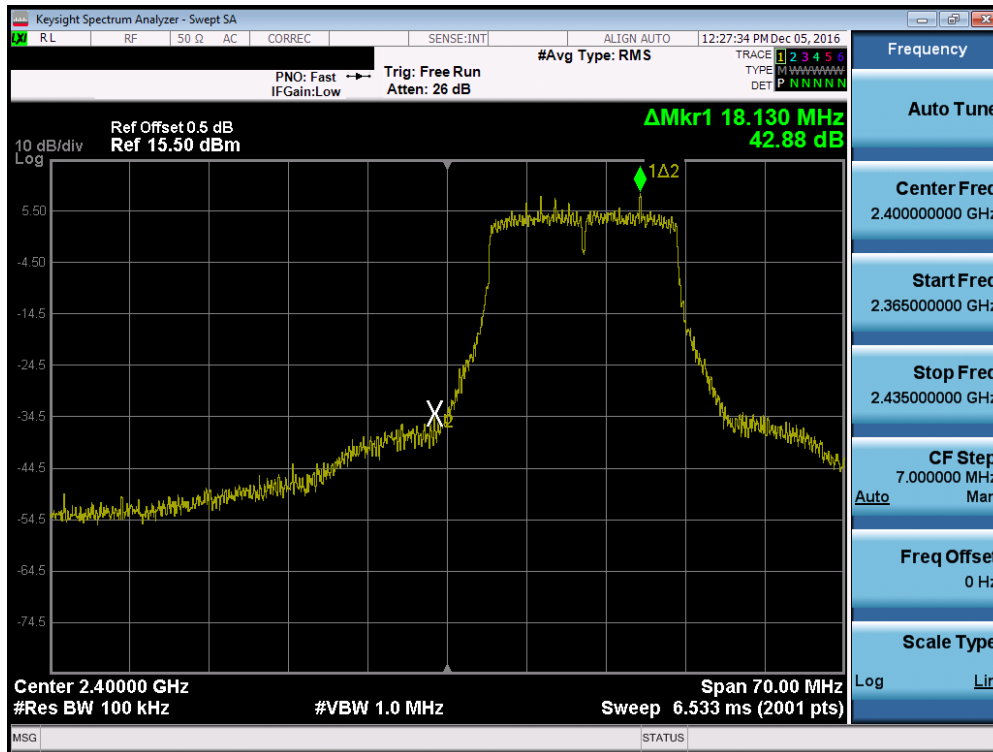 Keysight Spectrum Analyzer - Swept SA
LXI RL RF 50 Ω AC CORREC SENSE:INT ALIGN AUTO 12:27:34 PM Dec 05, 2016
PNO: Fast
IFGain:Low
Trig: Free Run
Atten: 26 dB
#Avg Type: RMS
TRACE 1 2 3 4 5 6
TYPE M W W W W W
DET P N N N N N
ΔMkr1 18.130 MHz
42.88 dB
Ref Offset 0.5 dB
10 dB/div Ref 15.50 dBm
Log
1Δ2
5.50
-4.50
-14.5
-24.5
-34.5
X
2
-44.5
-54.5
-64.5
-74.5
Center 2.40000 GHz Span 70.00 MHz
#Res BW 100 kHz #VBW 1.0 MHz Sweep 6.533 ms (2001 pts)
MSG STATUS
Frequency
Auto Tune
Center Freq
2.400000000 GHz
Start Freq
2.365000000 GHz
Stop Freq
2.435000000 GHz
CF Step
7.000000 MHz
Auto Man
Freq Offset
0 Hz
Scale Type
Log Lin